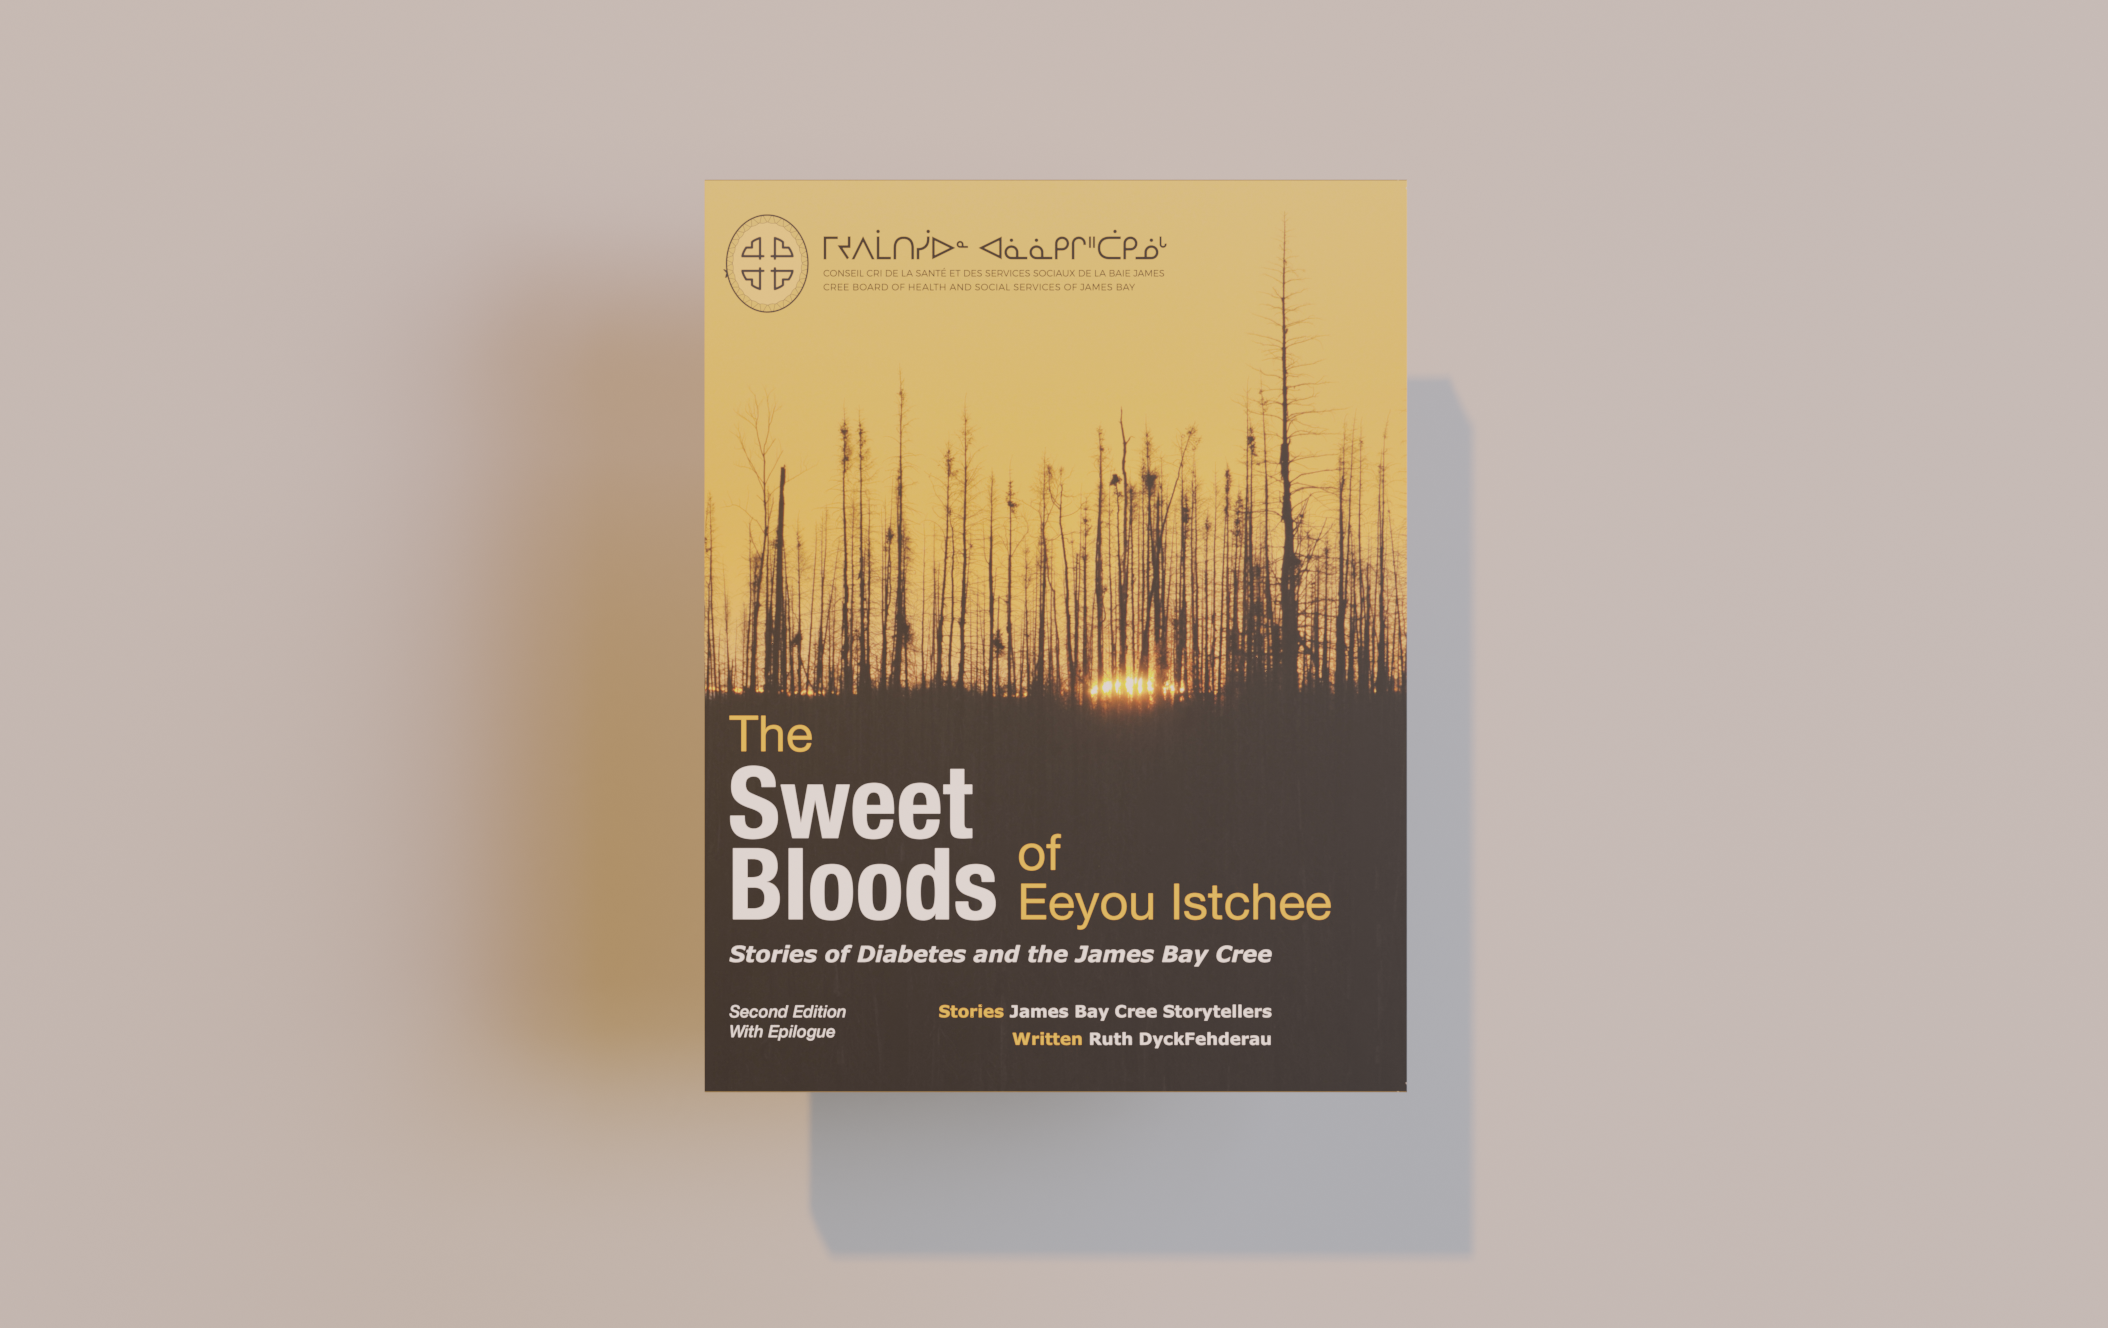 ᒥᔪᐱᒫᑎᓰᐅᓐ ᐊᓈᓈᑭᒋᐦᑖᑭᓅᒡ
CONSEIL CRI DE LA SANTÉ ET DES SERVICES SOCIAUX DE LA BAIE JAMES
CREE BOARD OF HEALTH AND SOCIAL SERVICES OF JAMES BAY
The
Sweet
Bloods
of
Eeyou Istchee
Stories of Diabetes and the James Bay Cree
Second Edition
With Epilogue
Stories James Bay Cree Storytellers
Written Ruth DyckFehderau